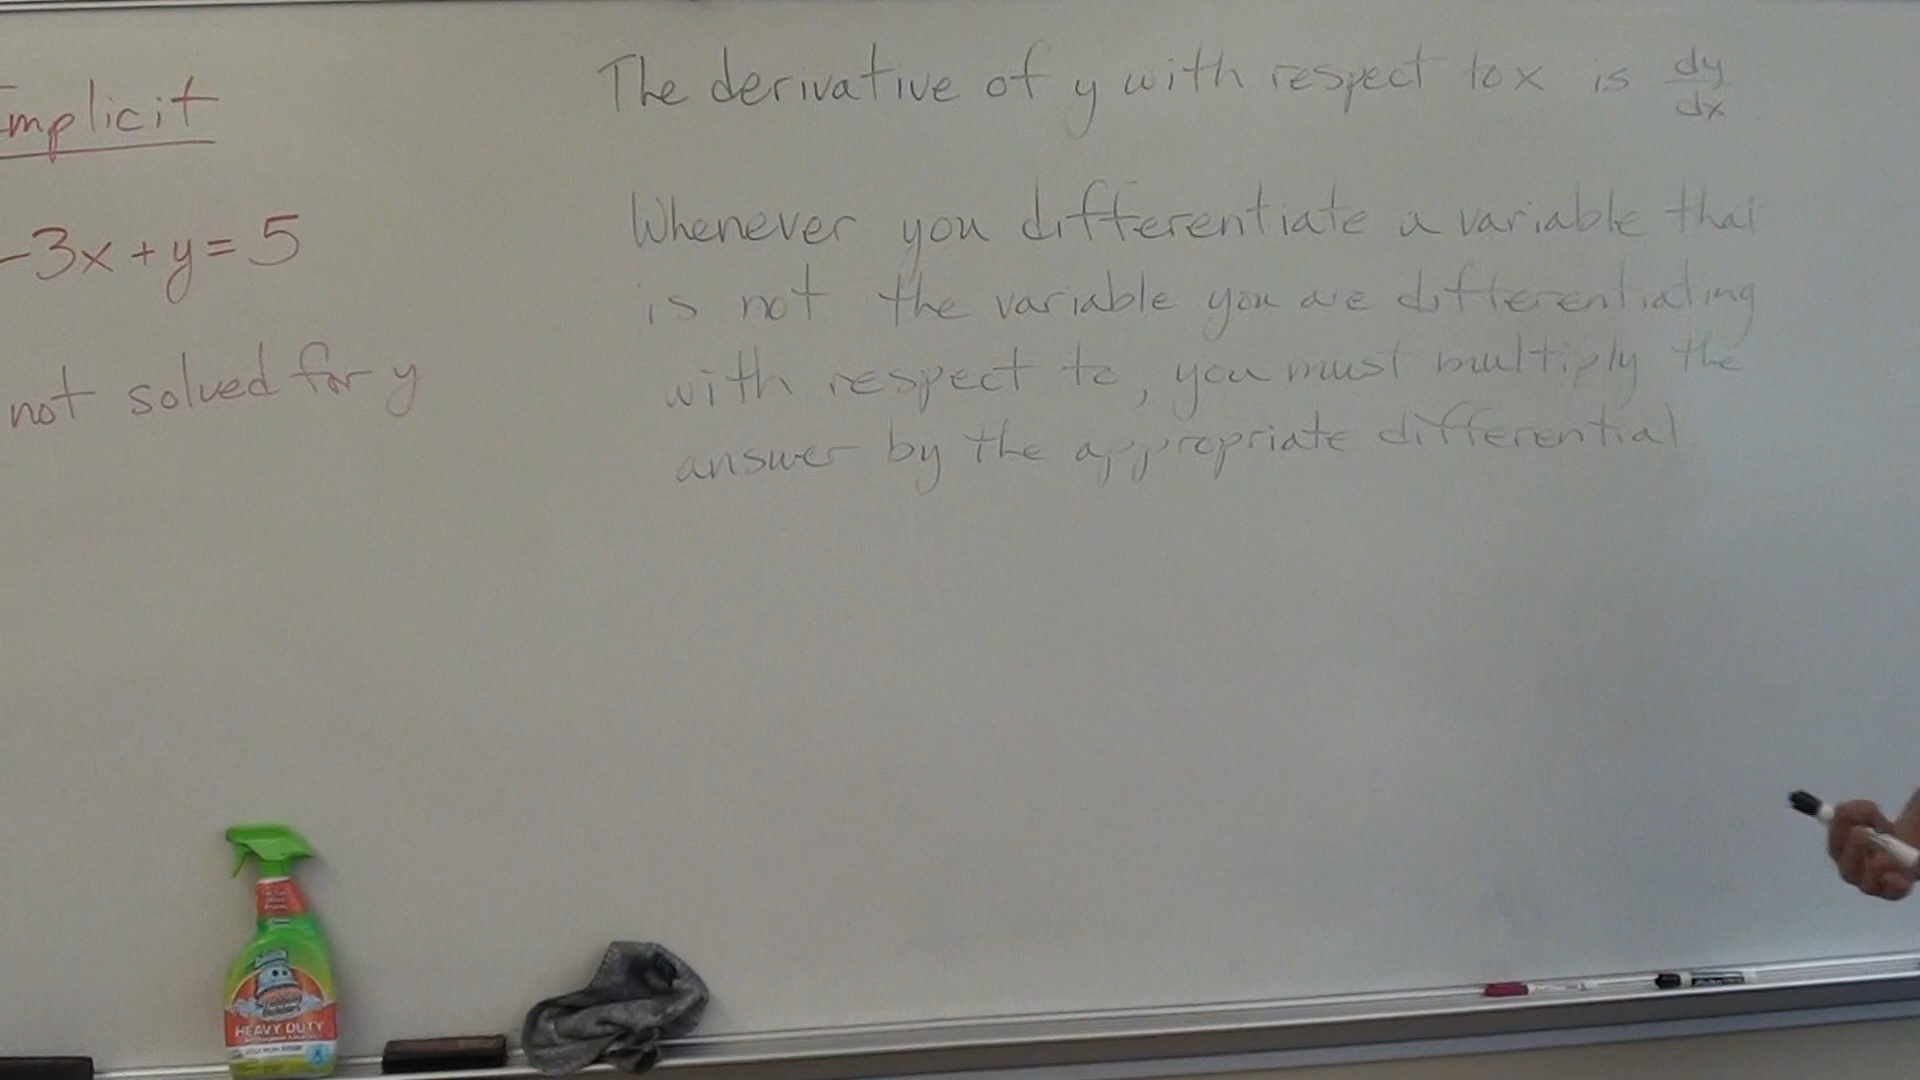 Implicit
-3x + y = 5
not solved for y
The derivative of y with respect to x is dy/dx
Whenever you differentiate a variable that
is not the variable you are differentiating
with respect to, you must multiply the
answer by the appropriate differential.
HEAVY DUTY